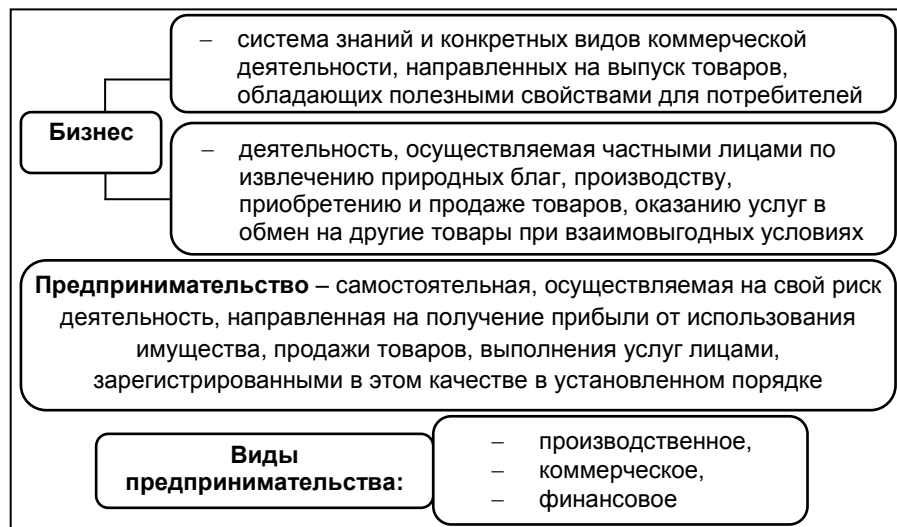 – система знаний и конкретных видов коммерческой
деятельности, направленных на выпуск товаров,
обладающих полезными свойствами для потребителей
Бизнес
– деятельность, осуществляемая частными лицами по
извлечению природных благ, производству,
приобретению и продаже товаров, оказанию услуг в
обмен на другие товары при взаимовыгодных условиях
Предпринимательство – самостоятельная, осуществляемая на свой риск
деятельность, направленная на получение прибыли от использования
имущества, продажи товаров, выполнения услуг лицами,
зарегистрированными в этом качестве в установленном порядке
Виды
предпринимательства:
– производственное,
– коммерческое,
– финансовое